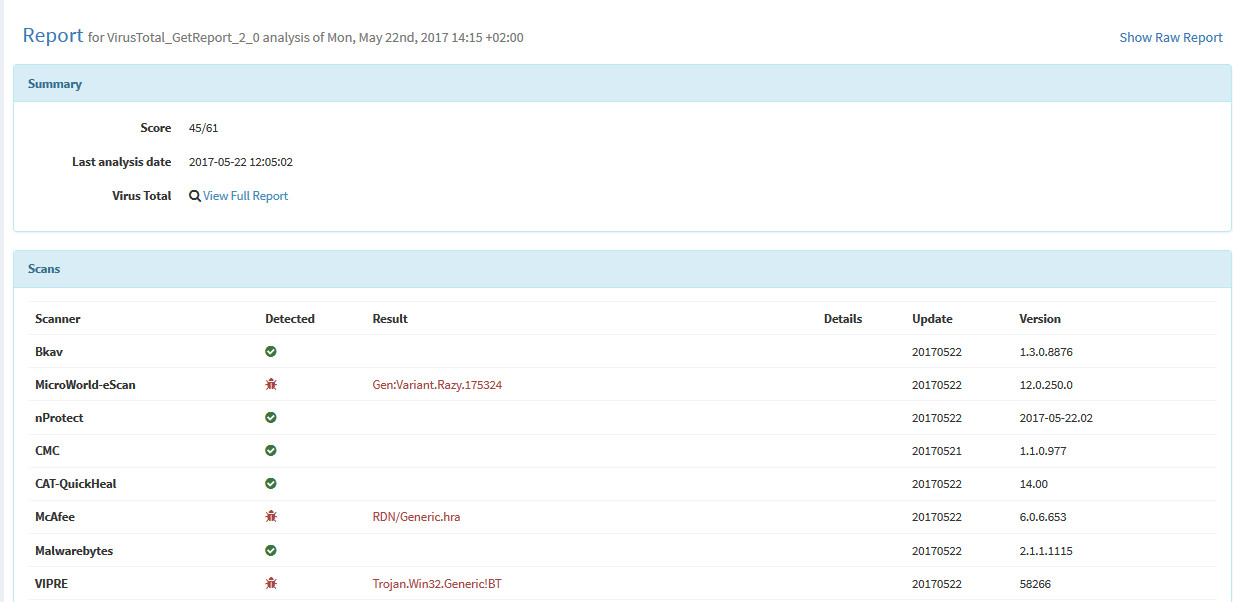 Report for VirusTotal_GetReport_2_0 analysis of Mon, May 22nd, 2017 14:15 +02:00 Show Raw Report
Summary
Score 45/61
Last analysis date 2017-05-22 12:05:02
Virus Total View Full Report
Scans
Scanner Detected Result Details Update Version
Bkav 20170522 1.3.0.8876
MicroWorld-eScan Gen:Variant.Razy.175324 20170522 12.0.250.0
nProtect 20170522 2017-05-22.02
CMC 20170521 1.1.0.977
CAT-QuickHeal 20170522 14.00
McAfee RDN/Generic.hra 20170522 6.0.6.653
Malwarebytes 20170522 2.1.1.1115
VIPRE Trojan.Win32.Generic!BT 20170522 58266